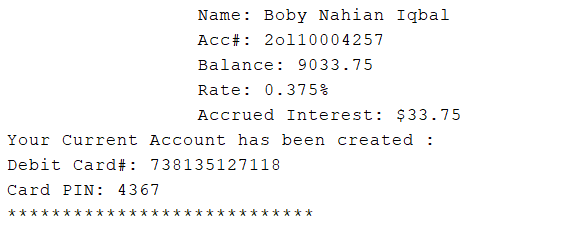 Name: Boby Nahian Iqbal
Acc#: 2ol10004257
Balance: 9033.75
Rate: 0.375%
Accrued Interest: $33.75
Your Current Account has been created :
Debit Card#: 738135127118
Card PIN: 4367
****************************